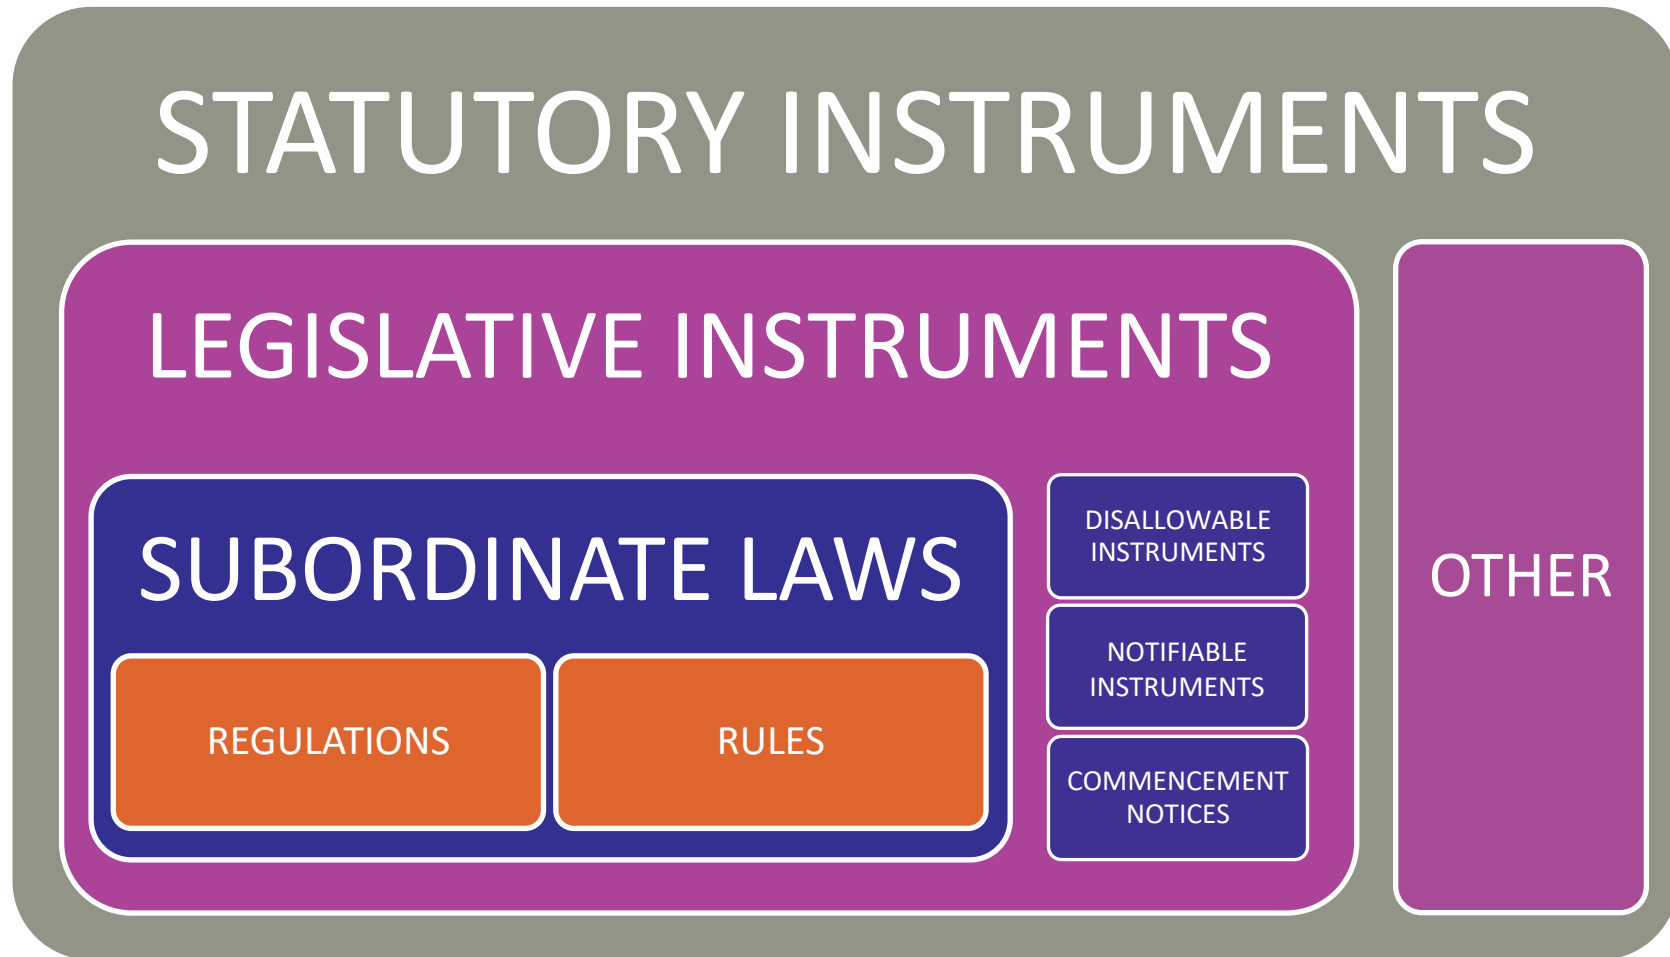 STATUTORY INSTRUMENTS
LEGISLATIVE INSTRUMENTS
SUBORDINATE LAWS
REGULATIONS
RULES
DISALLOWABLE
INSTRUMENTS
NOTIFIABLE
INSTRUMENTS
COMMENCEMENT
NOTICES
OTHER